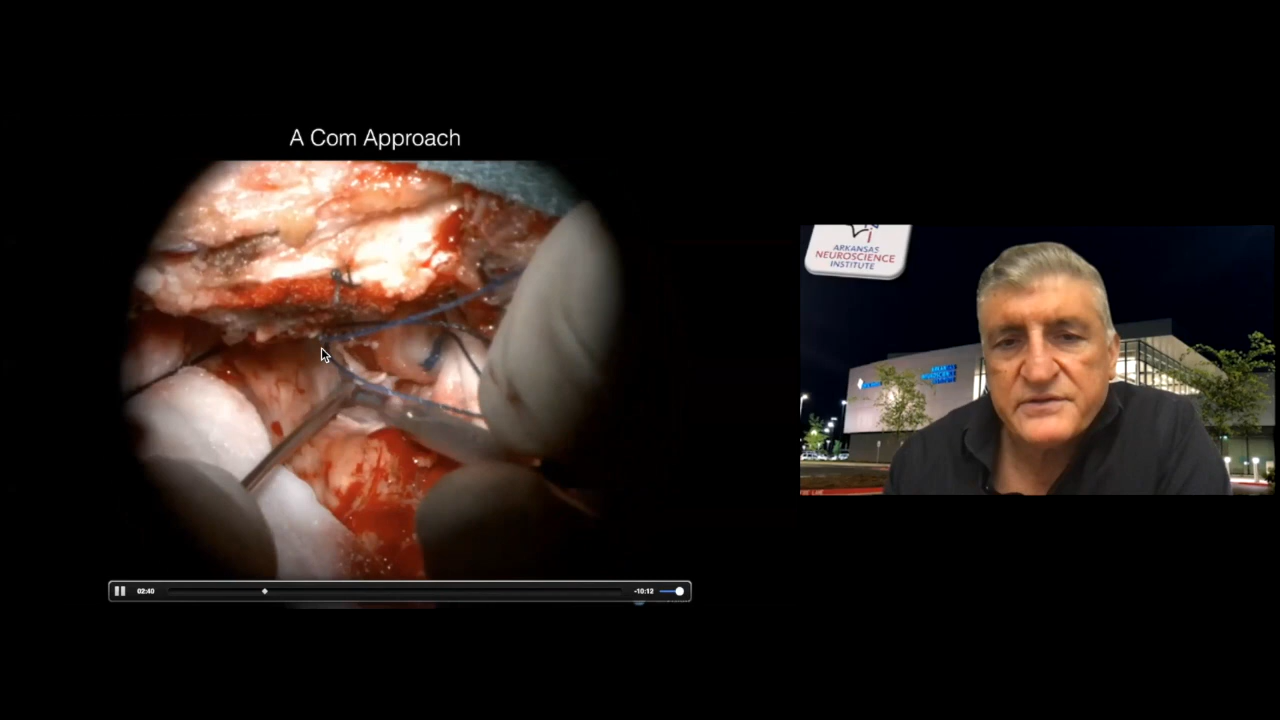 A Com Approach
ARKANSAS
NEUROSCIENCE
INSTITUTE
02:40
-10:12